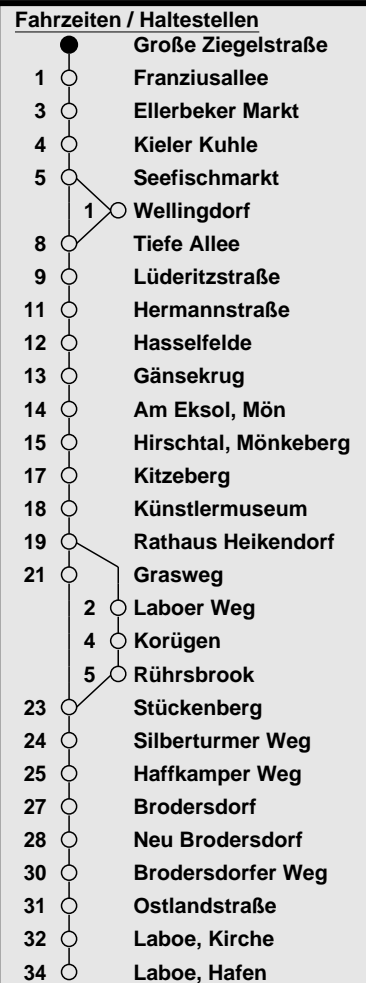 Fahrzeiten / Haltestellen
Große Ziegelstraße
1 Franziusallee
3 Ellerbeker Markt
4 Kieler Kuhle
5 Seefischmarkt
1 Wellingdorf
8 Tiefe Allee
9 Lüderitzstraße
11 Hermannstraße
12 Hasselfelde
13 Gänsekrug
14 Am Eksol, Mön
15 Hirschtal, Mönkeberg
17 Kitzeberg
18 Künstlermuseum
19 Rathaus Heikendorf
21 Grasweg
2 Laboer Weg
4 Korügen
5 Rührsbrook
23 Stückenberg
24 Silberturmer Weg
25 Haffkamper Weg
27 Brodersdorf
28 Neu Brodersdorf
30 Brodersdorfer Weg
31 Ostlandstraße
32 Laboe, Kirche
34 Laboe, Hafen